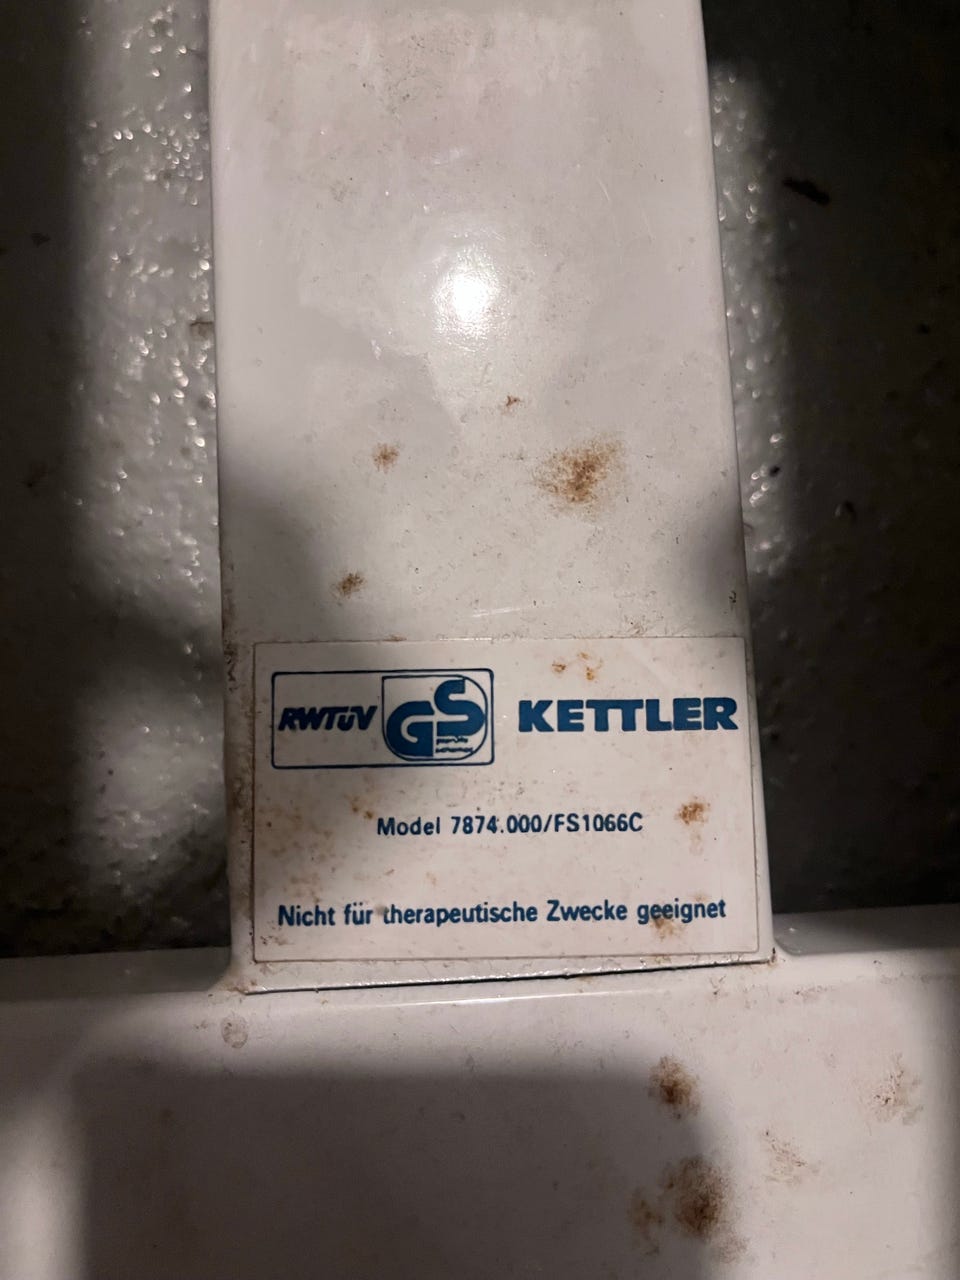 RWTÜV GS KETTLER
Model 7874.000/FS1066C
Nicht für therapeutische Zwecke geeignet